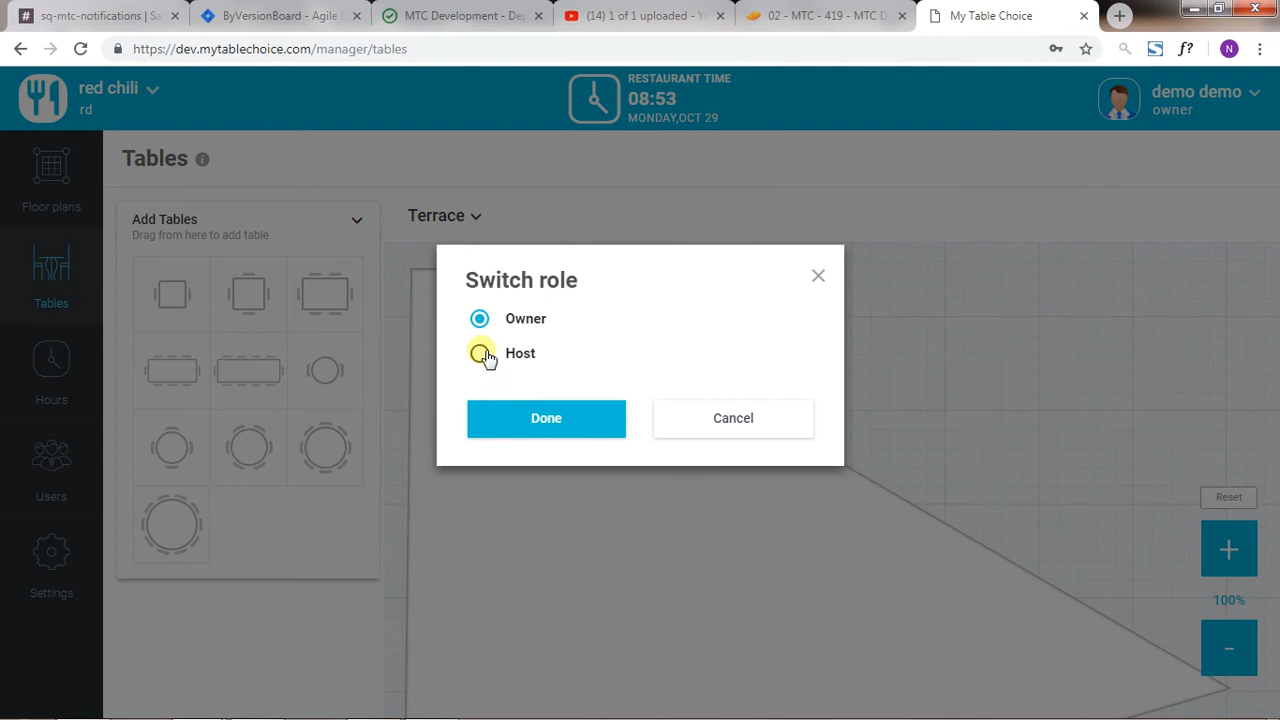 sq-mtc-notifications | Sa
ByVersionBoard - Agile B
MTC Development - Dep
(14) 1 of 1 uploaded - Yo
02 - MTC - 419 - MTC D
My Table Choice
https://dev.mytablechoice.com/manager/tables
f?
N
red chili
rd
RESTAURANT TIME
08:53
MONDAY,OCT 29
demo demo
owner
Floor plans
Tables
Hours
Users
Settings
Tables
Add Tables
Drag from here to add table
Terrace
Switch role
Owner
Host
Done
Cancel
Reset
+
100%
-